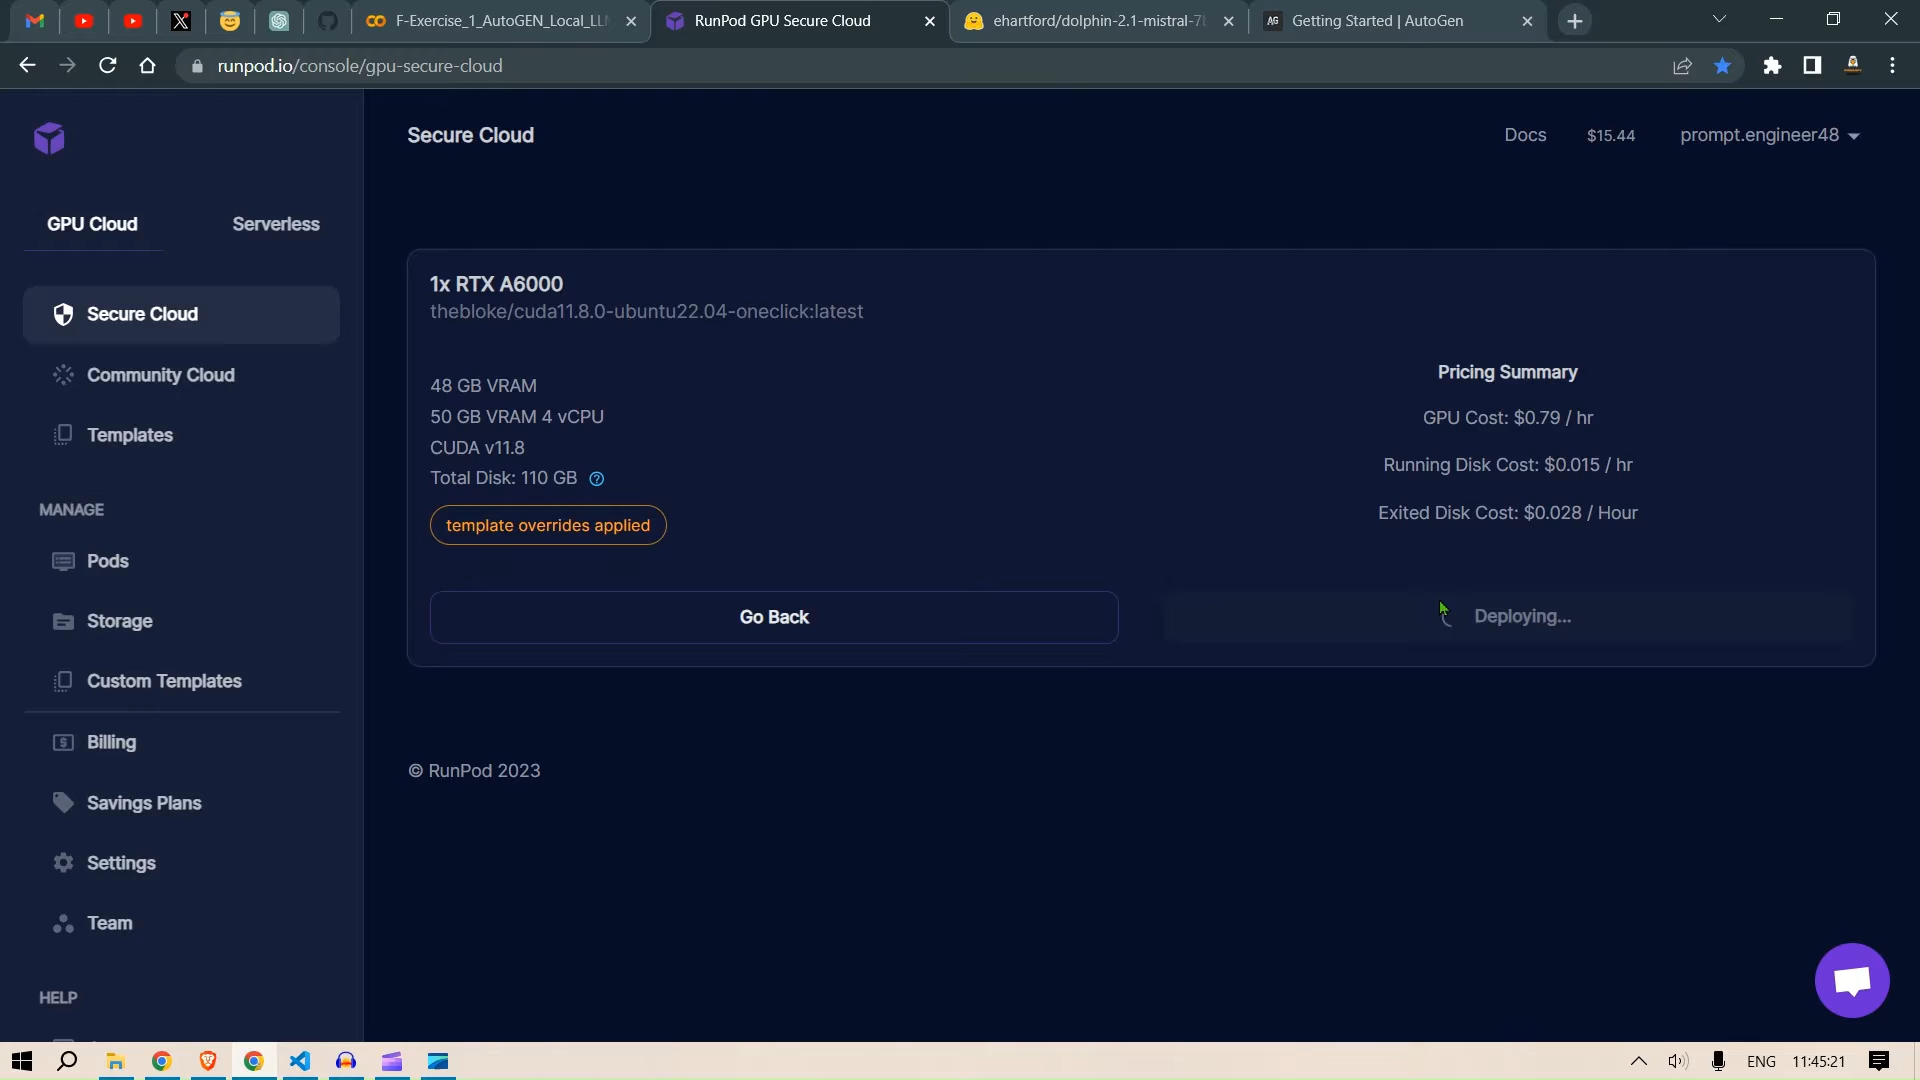 F-Exercise_1_AutoGEN_Local_LL
RunPod GPU Secure Cloud
ehartford/dolphin-2.1-mistral-7
AG
Getting Started | AutoGen
runpod.io/console/gpu-secure-cloud
Secure Cloud
Docs
$15.44
prompt.engineer48
GPU Cloud
Serverless
Secure Cloud
Community Cloud
Templates
MANAGE
Pods
Storage
Custom Templates
Billing
Savings Plans
Settings
Team
HELP
1x RTX A6000
thebloke/cuda11.8.0-ubuntu22.04-oneclick:latest
48 GB VRAM
50 GB VRAM 4 vCPU
CUDA v11.8
Total Disk: 110 GB
template overrides applied
Pricing Summary
GPU Cost: $0.79 / hr
Running Disk Cost: $0.015 / hr
Exited Disk Cost: $0.028 / Hour
Go Back
Deploying...
© RunPod 2023
ENG
11:45:21